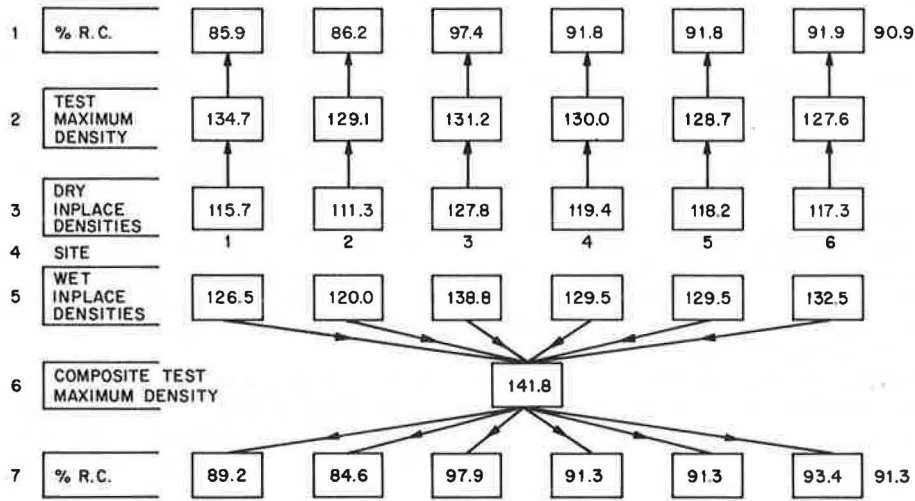 1 % R.C. 85.9 86.2 97.4 91.8 91.8 91.9 90.9
TEST
2 MAXIMUM 134.7 129.1 131.2 130.0 128.7 127.6
DENSITY
DRY
3 INPLACE 115.7 111.3 127.8 119.4 118.2 117.3
DENSITIES
1 2 3 4 5 6
4 SITE
WET
5 INPLACE 126.5 120.0 138.8 129.5 129.5 132.5
DENSITIES
6 COMPOSITE TEST 141.8
MAXIMUM DENSITY
7 % R.C. 89.2 84.6 97.9 91.3 91.3 93.4 91.3